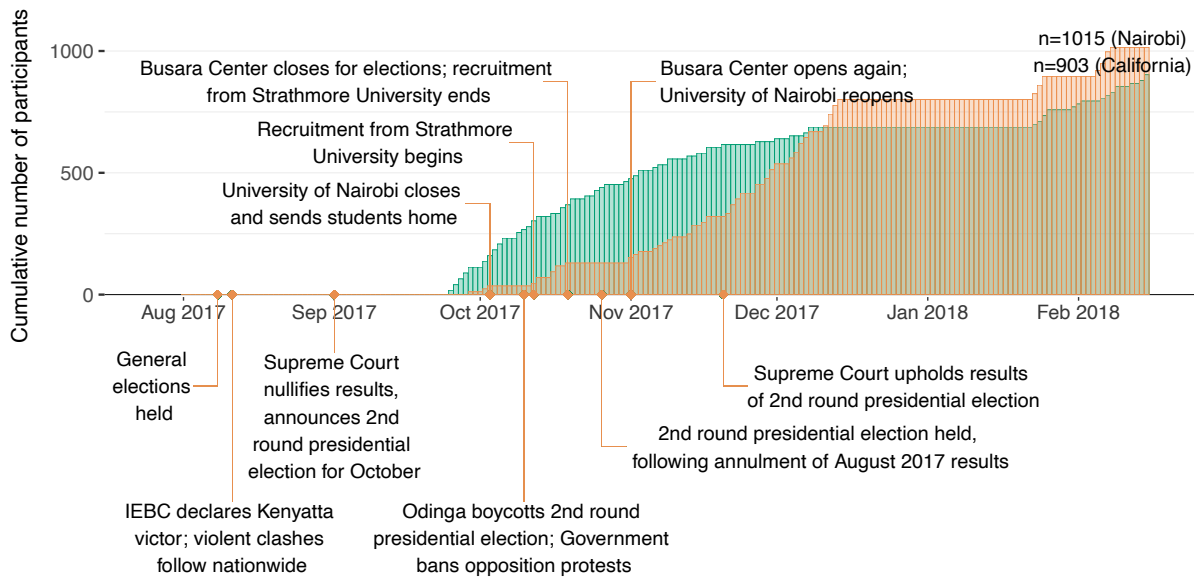 Cumulative number of participants
1000
500
0
n=1015 (Nairobi)
n=903 (California)
Busara Center closes for elections; recruitment
from Strathmore University ends
Busara Center opens again;
University of Nairobi reopens
Recruitment from Strathmore
University begins
University of Nairobi closes
and sends students home
Aug 2017
Sep 2017
Oct 2017
Nov 2017
Dec 2017
Jan 2018
Feb 2018
General
elections
held
Supreme Court
nullifies results,
announces 2nd
round presidential
election for October
Supreme Court upholds results
of 2nd round presidential election
2nd round presidential election held,
following annulment of August 2017 results
IEBC declares Kenyatta
victor; violent clashes
follow nationwide
Odinga boycotts 2nd round
presidential election; Government
bans opposition protests